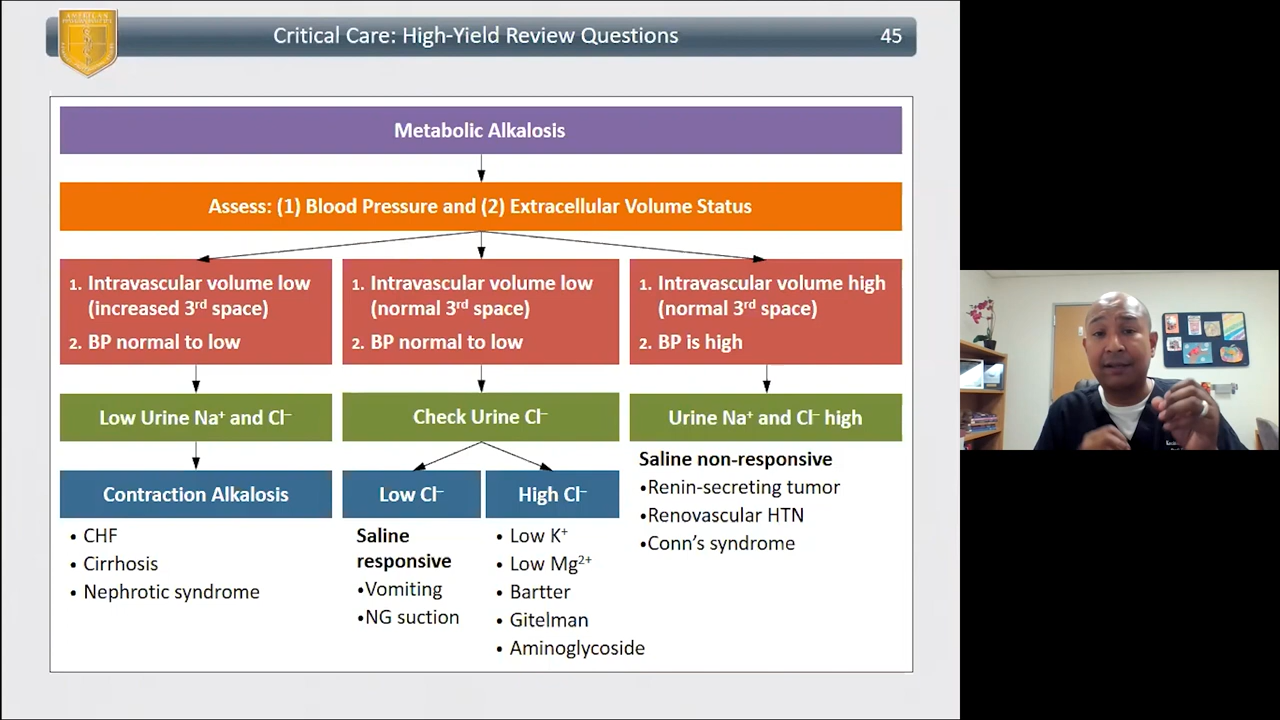 Critical Care: High-Yield Review Questions
45
Metabolic Alkalosis
Assess: (1) Blood Pressure and (2) Extracellular Volume Status
1. Intravascular volume low
(increased 3rd space)
2. BP normal to low
1. Intravascular volume low
(normal 3rd space)
2. BP normal to low
1. Intravascular volume high
(normal 3rd space)
2. BP is high
Low Urine Na⁺ and Cl⁻
Check Urine Cl⁻
Urine Na⁺ and Cl⁻ high
Contraction Alkalosis
• CHF
• Cirrhosis
• Nephrotic syndrome
Low Cl⁻
Saline
responsive
•Vomiting
•NG suction
High Cl⁻
• Low K⁺
• Low Mg²⁺
• Bartter
• Gitelman
• Aminoglycoside
Saline non-responsive
•Renin-secreting tumor
•Renovascular HTN
•Conn's syndrome